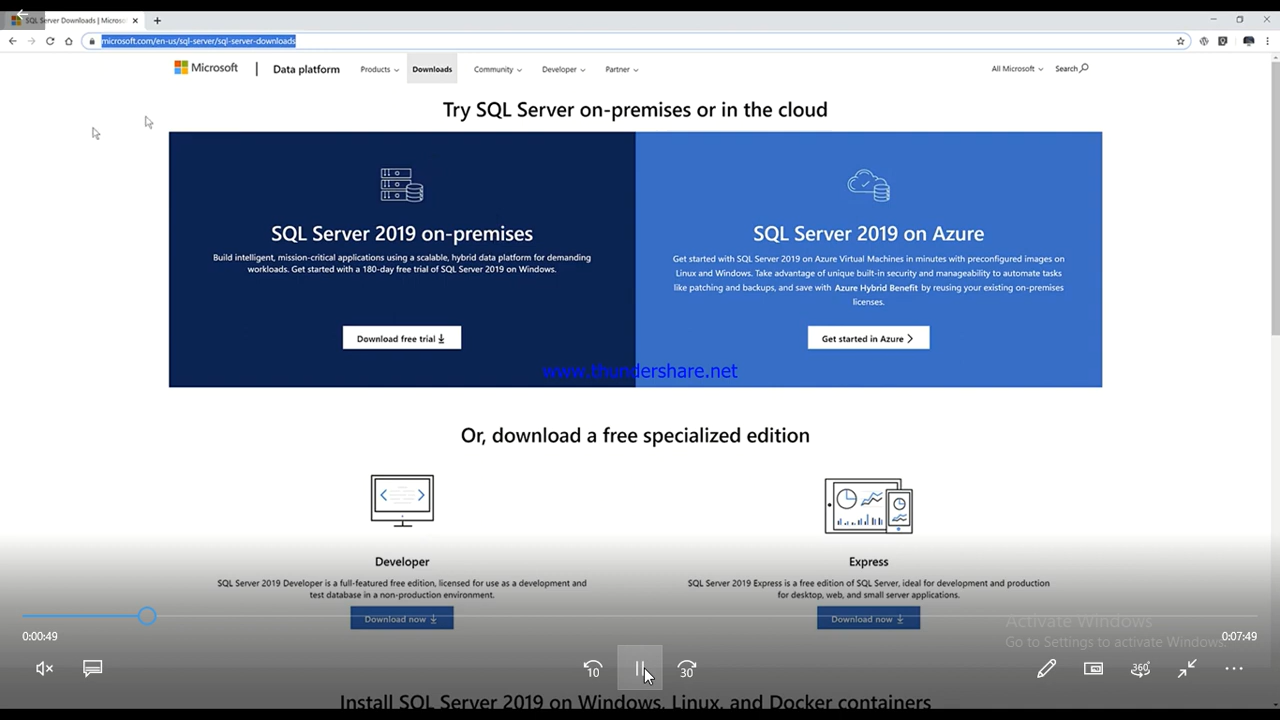 SQL Server Downloads | Microso
microsoft.com/en-us/sql-server/sql-server-downloads
Microsoft | Data platform Products Downloads Community Developer Partner All Microsoft Search
Try SQL Server on-premises or in the cloud
SQL Server 2019 on-premises
Build intelligent, mission-critical applications using a scalable, hybrid data platform for demanding
workloads. Get started with a 180-day free trial of SQL Server 2019 on Windows.
Download free trial
SQL Server 2019 on Azure
Get started with SQL Server 2019 on Azure Virtual Machines in minutes with preconfigured images on
Linux and Windows. Take advantage of unique built-in security and manageability to automate tasks
like patching and backups, and save with Azure Hybrid Benefit by reusing your existing on-premises
licenses.
Get started in Azure
www.thundershare.net
Or, download a free specialized edition
Developer
SQL Server 2019 Developer is a full-featured free edition, licensed for use as a development and
test database in a non-production environment.
Download now
Express
SQL Server 2019 Express is a free edition of SQL Server, ideal for development and production
for desktop, web, and small server applications.
Download now
Activate Windows
Go to Settings to activate Windows.
0:00:49
0:07:49
10
30
360
Install SQL Server 2019 on Windows, Linux, and Docker containers